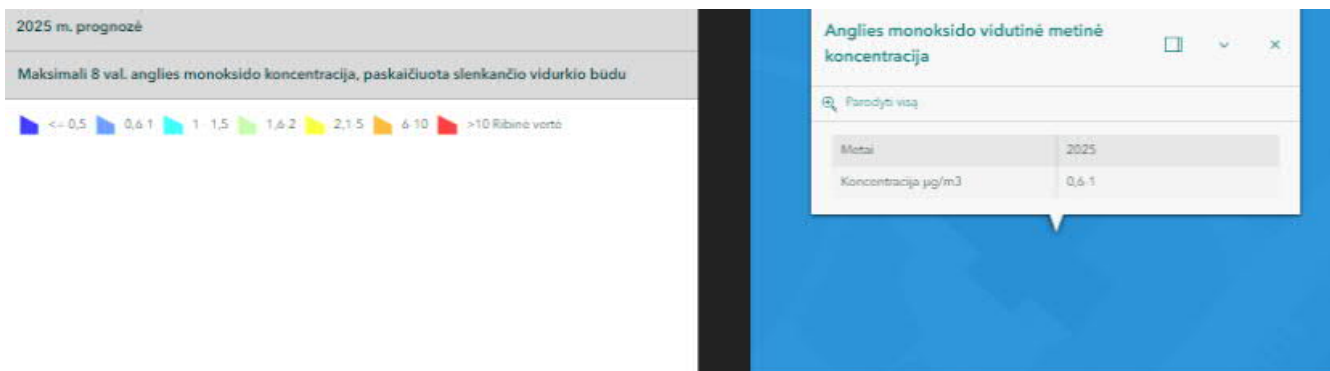 2025 m. prognozė
Maksimali 8 val. anglies monoksido koncentracija, paskaičiuota slenkančio vidurkio būdu
<= 0,5 0,6-1 1 - 1,5 1,6-2 2,1-5 6-10 >10 Ribinė vertė
Anglies monoksido vidutinė metinė
koncentracija
Parodyti visą
Metai 2025
Koncentracija µg/m3 0,6-1